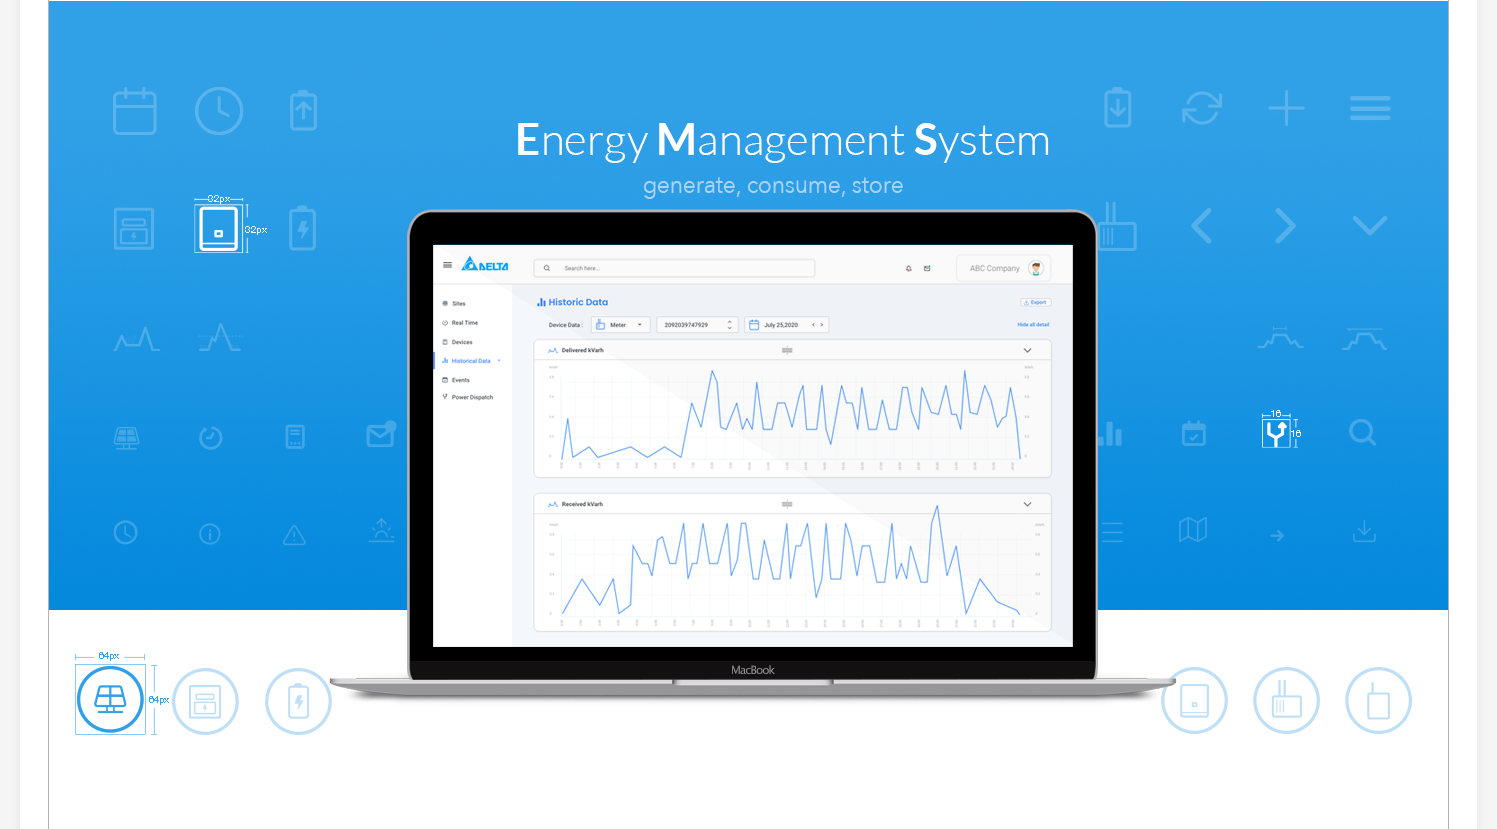 Energy Management System
generate, consume, store
32px
32px
DELTA
Search here...
ABC Company
Sites
Real Time
Devices
Historical Data
Events
Power Dispatch
Historic Data
Export
Device Data :
Meter
2092039747929
July 25,2020
Hide all detail
Delivered kVarh
Received kVarh
16
16
MacBook
64px
64px